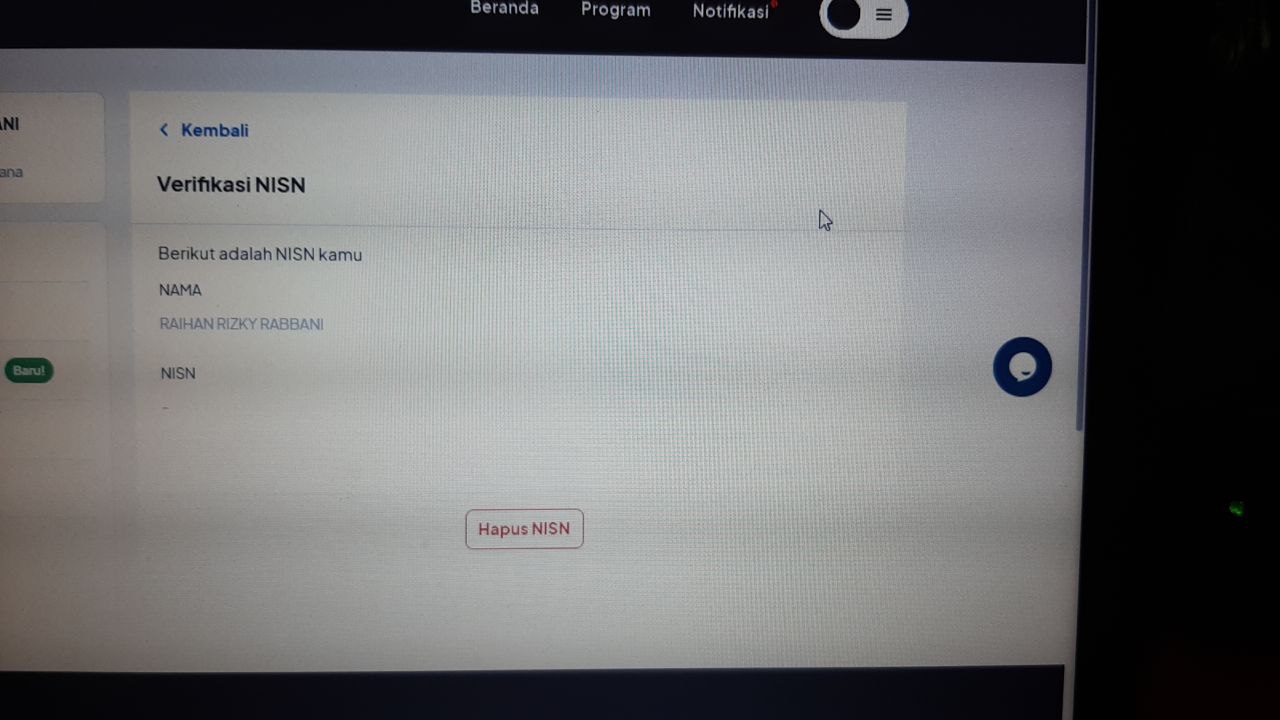 Beranda Program Notifikasi
ANI
ana
Baru!
Kembali
Verifikasi NISN
Berikut adalah NISN kamu
NAMA
RAIHAN RIZKY RABBANI
NISN
-
Hapus NISN